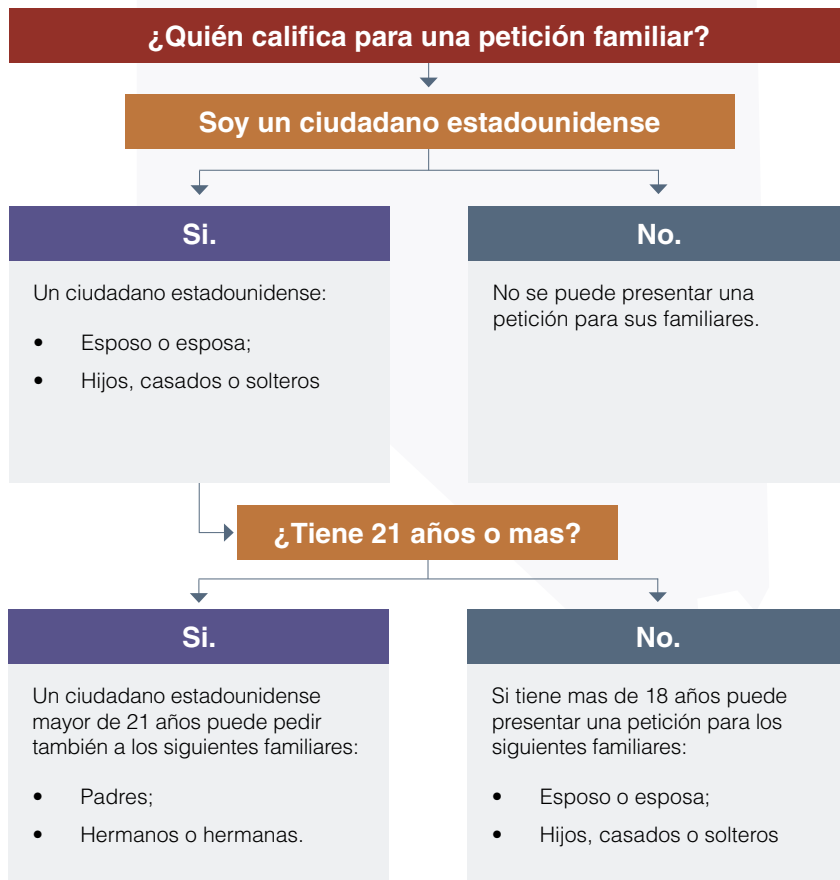 ¿Quién califica para una petición familiar?
Soy un ciudadano estadounidense
Si.
Un ciudadano estadounidense:
• Esposo o esposa;
• Hijos, casados o solteros
No.
No se puede presentar una
petición para sus familiares.
¿Tiene 21 años o mas?
Si.
Un ciudadano estadounidense
mayor de 21 años puede pedir
también a los siguientes familiares:
• Padres;
• Hermanos o hermanas.
No.
Si tiene mas de 18 años puede
presentar una petición para los
siguientes familiares:
• Esposo o esposa;
• Hijos, casados o solteros